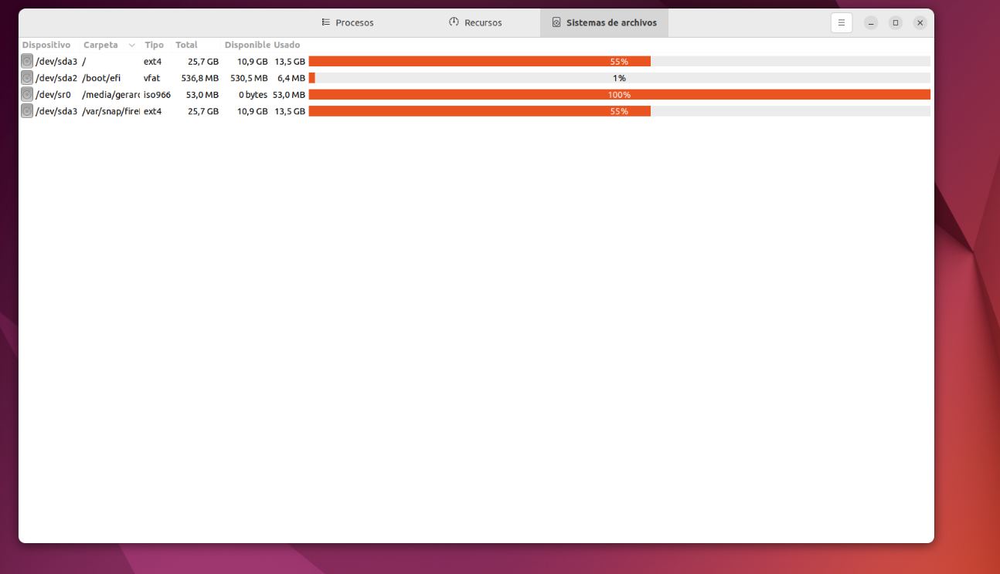 Procesos Recursos Sistemas de archivos
Dispositivo Carpeta Tipo Total Disponible Usado
/dev/sda3 / ext4 25,7 GB 10,9 GB 13,5 GB 55%
/dev/sda2 /boot/efi vfat 536,8 MB 530,5 MB 6,4 MB 1%
/dev/sr0 /media/gerard iso966 53,0 MB 0 bytes 53,0 MB 100%
/dev/sda3 /var/snap/firef ext4 25,7 GB 10,9 GB 13,5 GB 55%